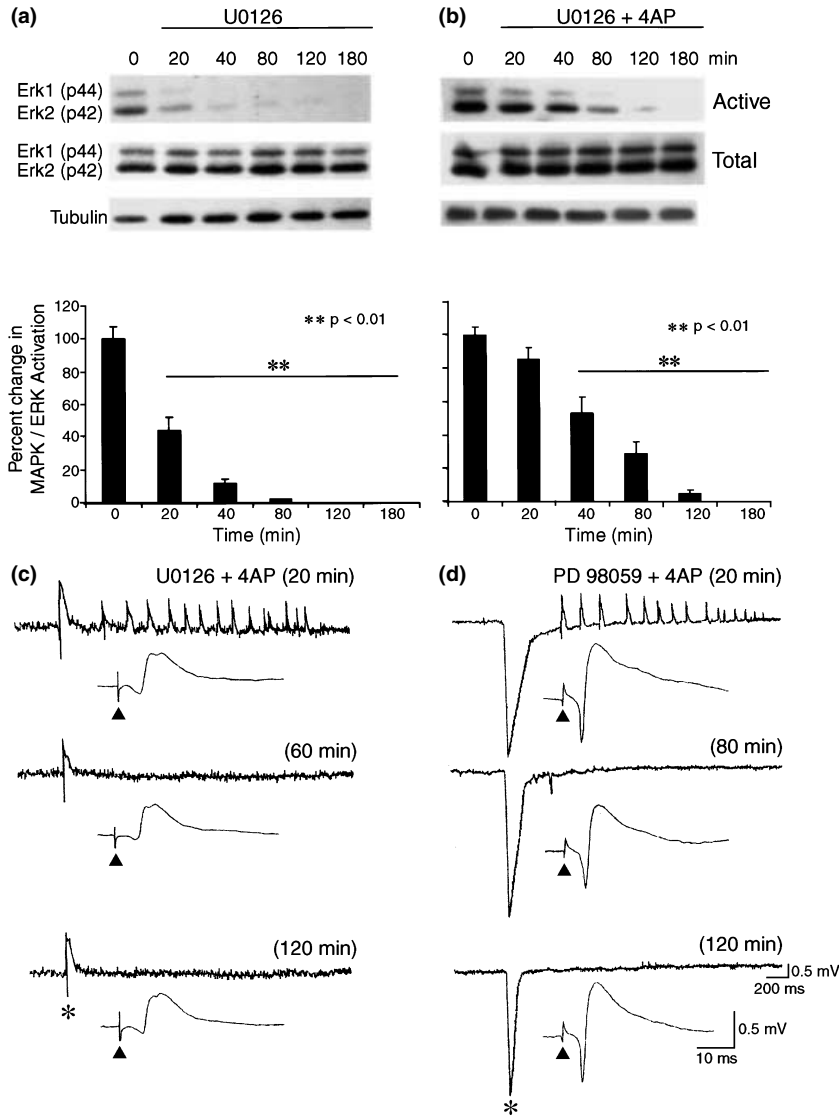 (a) U0126
0 20 40 80 120 180
Erk1 (p44)
Erk2 (p42)
Erk1 (p44)
Erk2 (p42)
Tubulin
(b) U0126 + 4AP
0 20 40 80 120 180 min
Active
Total
Percent change in
MAPK / ERK Activation
120
100
80
60
40
20
0
** p < 0.01
**
0 20 40 80 120 180
Time (min)
** p < 0.01
**
0 20 40 80 120 180
Time (min)
(c) U0126 + 4AP (20 min)
(60 min)
(120 min)
*
(d) PD 98059 + 4AP (20 min)
(80 min)
(120 min)
0.5 mV
200 ms
0.5 mV
10 ms
*